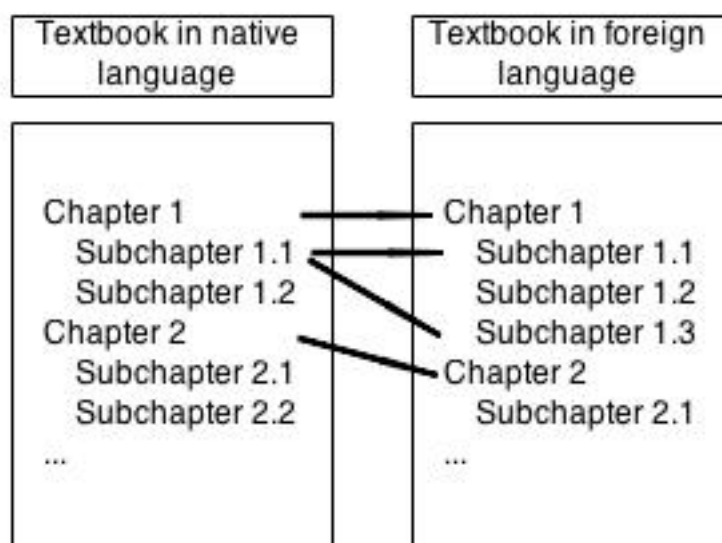 Textbook in native
language
Textbook in foreign
language
Chapter 1
Subchapter 1.1
Subchapter 1.2
Chapter 2
Subchapter 2.1
Subchapter 2.2
...
Chapter 1
Subchapter 1.1
Subchapter 1.2
Subchapter 1.3
Chapter 2
Subchapter 2.1
...